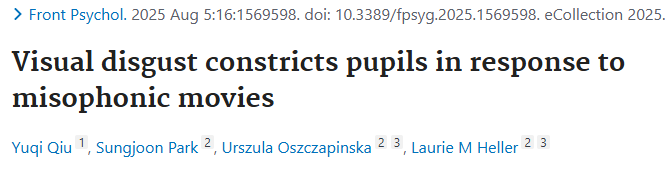 Front Psychol. 2025 Aug 5:16:1569598. doi: 10.3389/fpsyg.2025.1569598. eCollection 2025.
Visual disgust constricts pupils in response to
misophonic movies
Yuqi Qiu 1, Sungjoon Park 2, Urszula Oszczapinska 2 3, Laurie M Heller 2 3